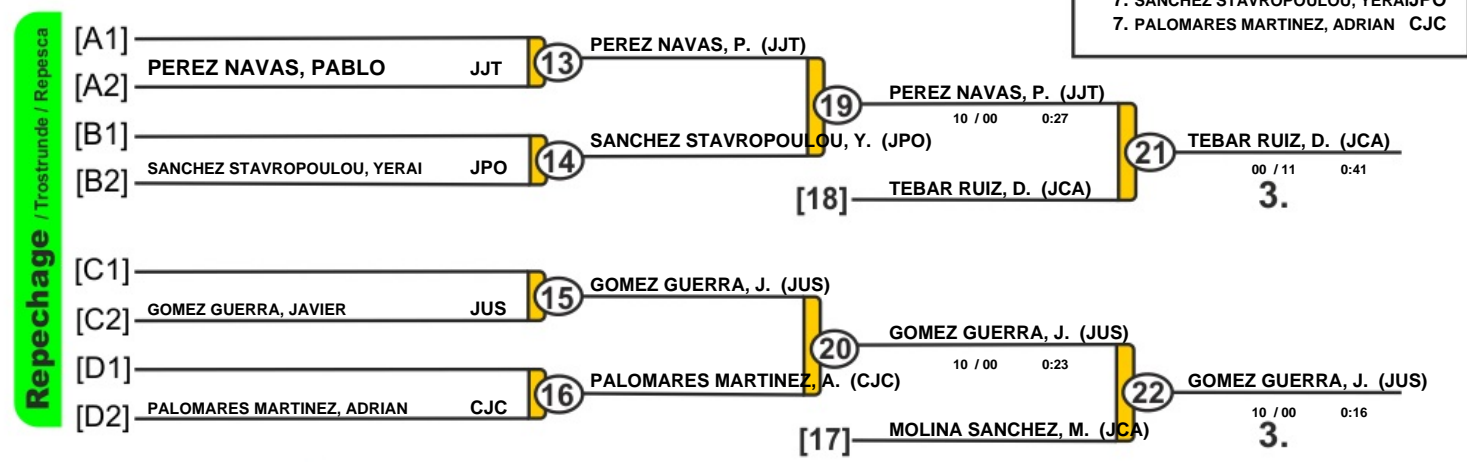 7. SANCHEZ STAVROPOULOU, YERAIJPO
7. PALOMARES MARTINEZ, ADRIAN CJC
Repechage / Trostrunde / Repesca
[A1]
PEREZ NAVAS, PABLO JJT
[A2]
13
PEREZ NAVAS, P. (JJT)
[B1]
SANCHEZ STAVROPOULOU, YERAI JPO
[B2]
14
SANCHEZ STAVROPOULOU, Y. (JPO)
19
PEREZ NAVAS, P. (JJT)
10 / 00 0:27
[18]
TEBAR RUIZ, D. (JCA)
21
TEBAR RUIZ, D. (JCA)
00 / 11 0:41
3.
[C1]
GOMEZ GUERRA, JAVIER JUS
[C2]
15
GOMEZ GUERRA, J. (JUS)
[D1]
PALOMARES MARTINEZ, ADRIAN CJC
[D2]
16
PALOMARES MARTINEZ, A. (CJC)
20
GOMEZ GUERRA, J. (JUS)
10 / 00 0:23
[17]
MOLINA SANCHEZ, M. (JCA)
22
GOMEZ GUERRA, J. (JUS)
10 / 00 0:16
3.